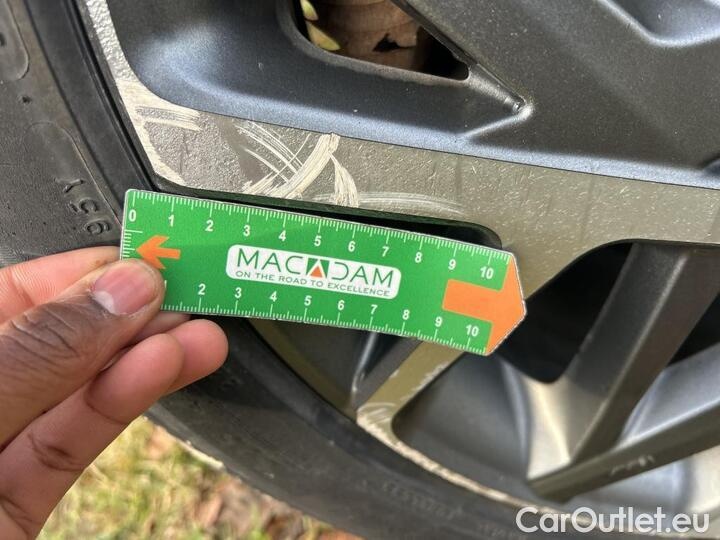 95Y
0 1 2 3 4 5 6 7 8 9 10
MACADAM
ON THE ROAD TO EXCELLENCE
2 3 4 5 6 7 8 9 10
CarOutlet.eu